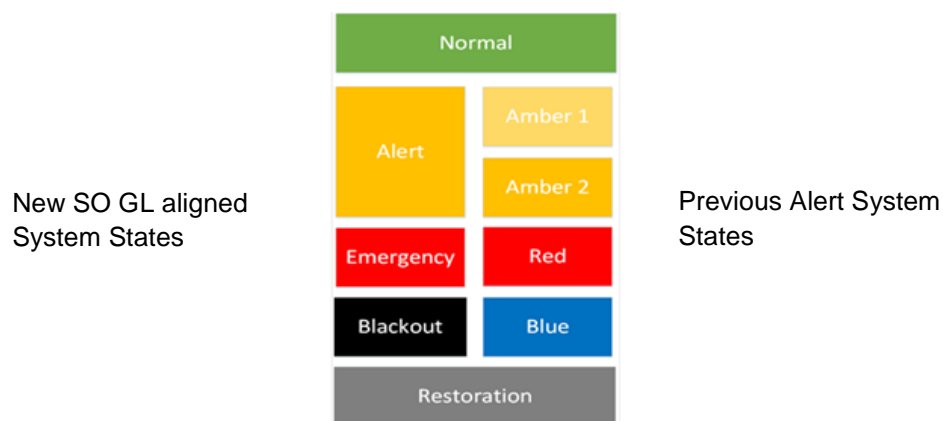 Normal
Alert
Amber 1
Amber 2
New SO GL aligned
System States
Previous Alert System
States
Emergency
Red
Blackout
Blue
Restoration